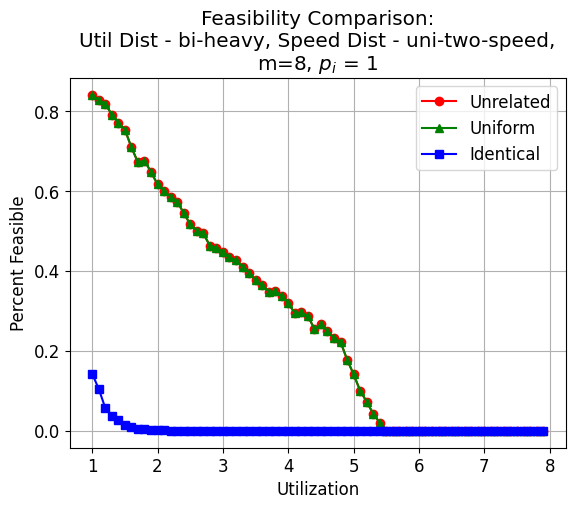 Feasibility Comparison:
Util Dist - bi-heavy, Speed Dist - uni-two-speed,
m=8, p_i = 1
Unrelated
Uniform
Identical
Percent Feasible
0.8
0.6
0.4
0.2
0.0
1 2 3 4 5 6 7 8
Utilization